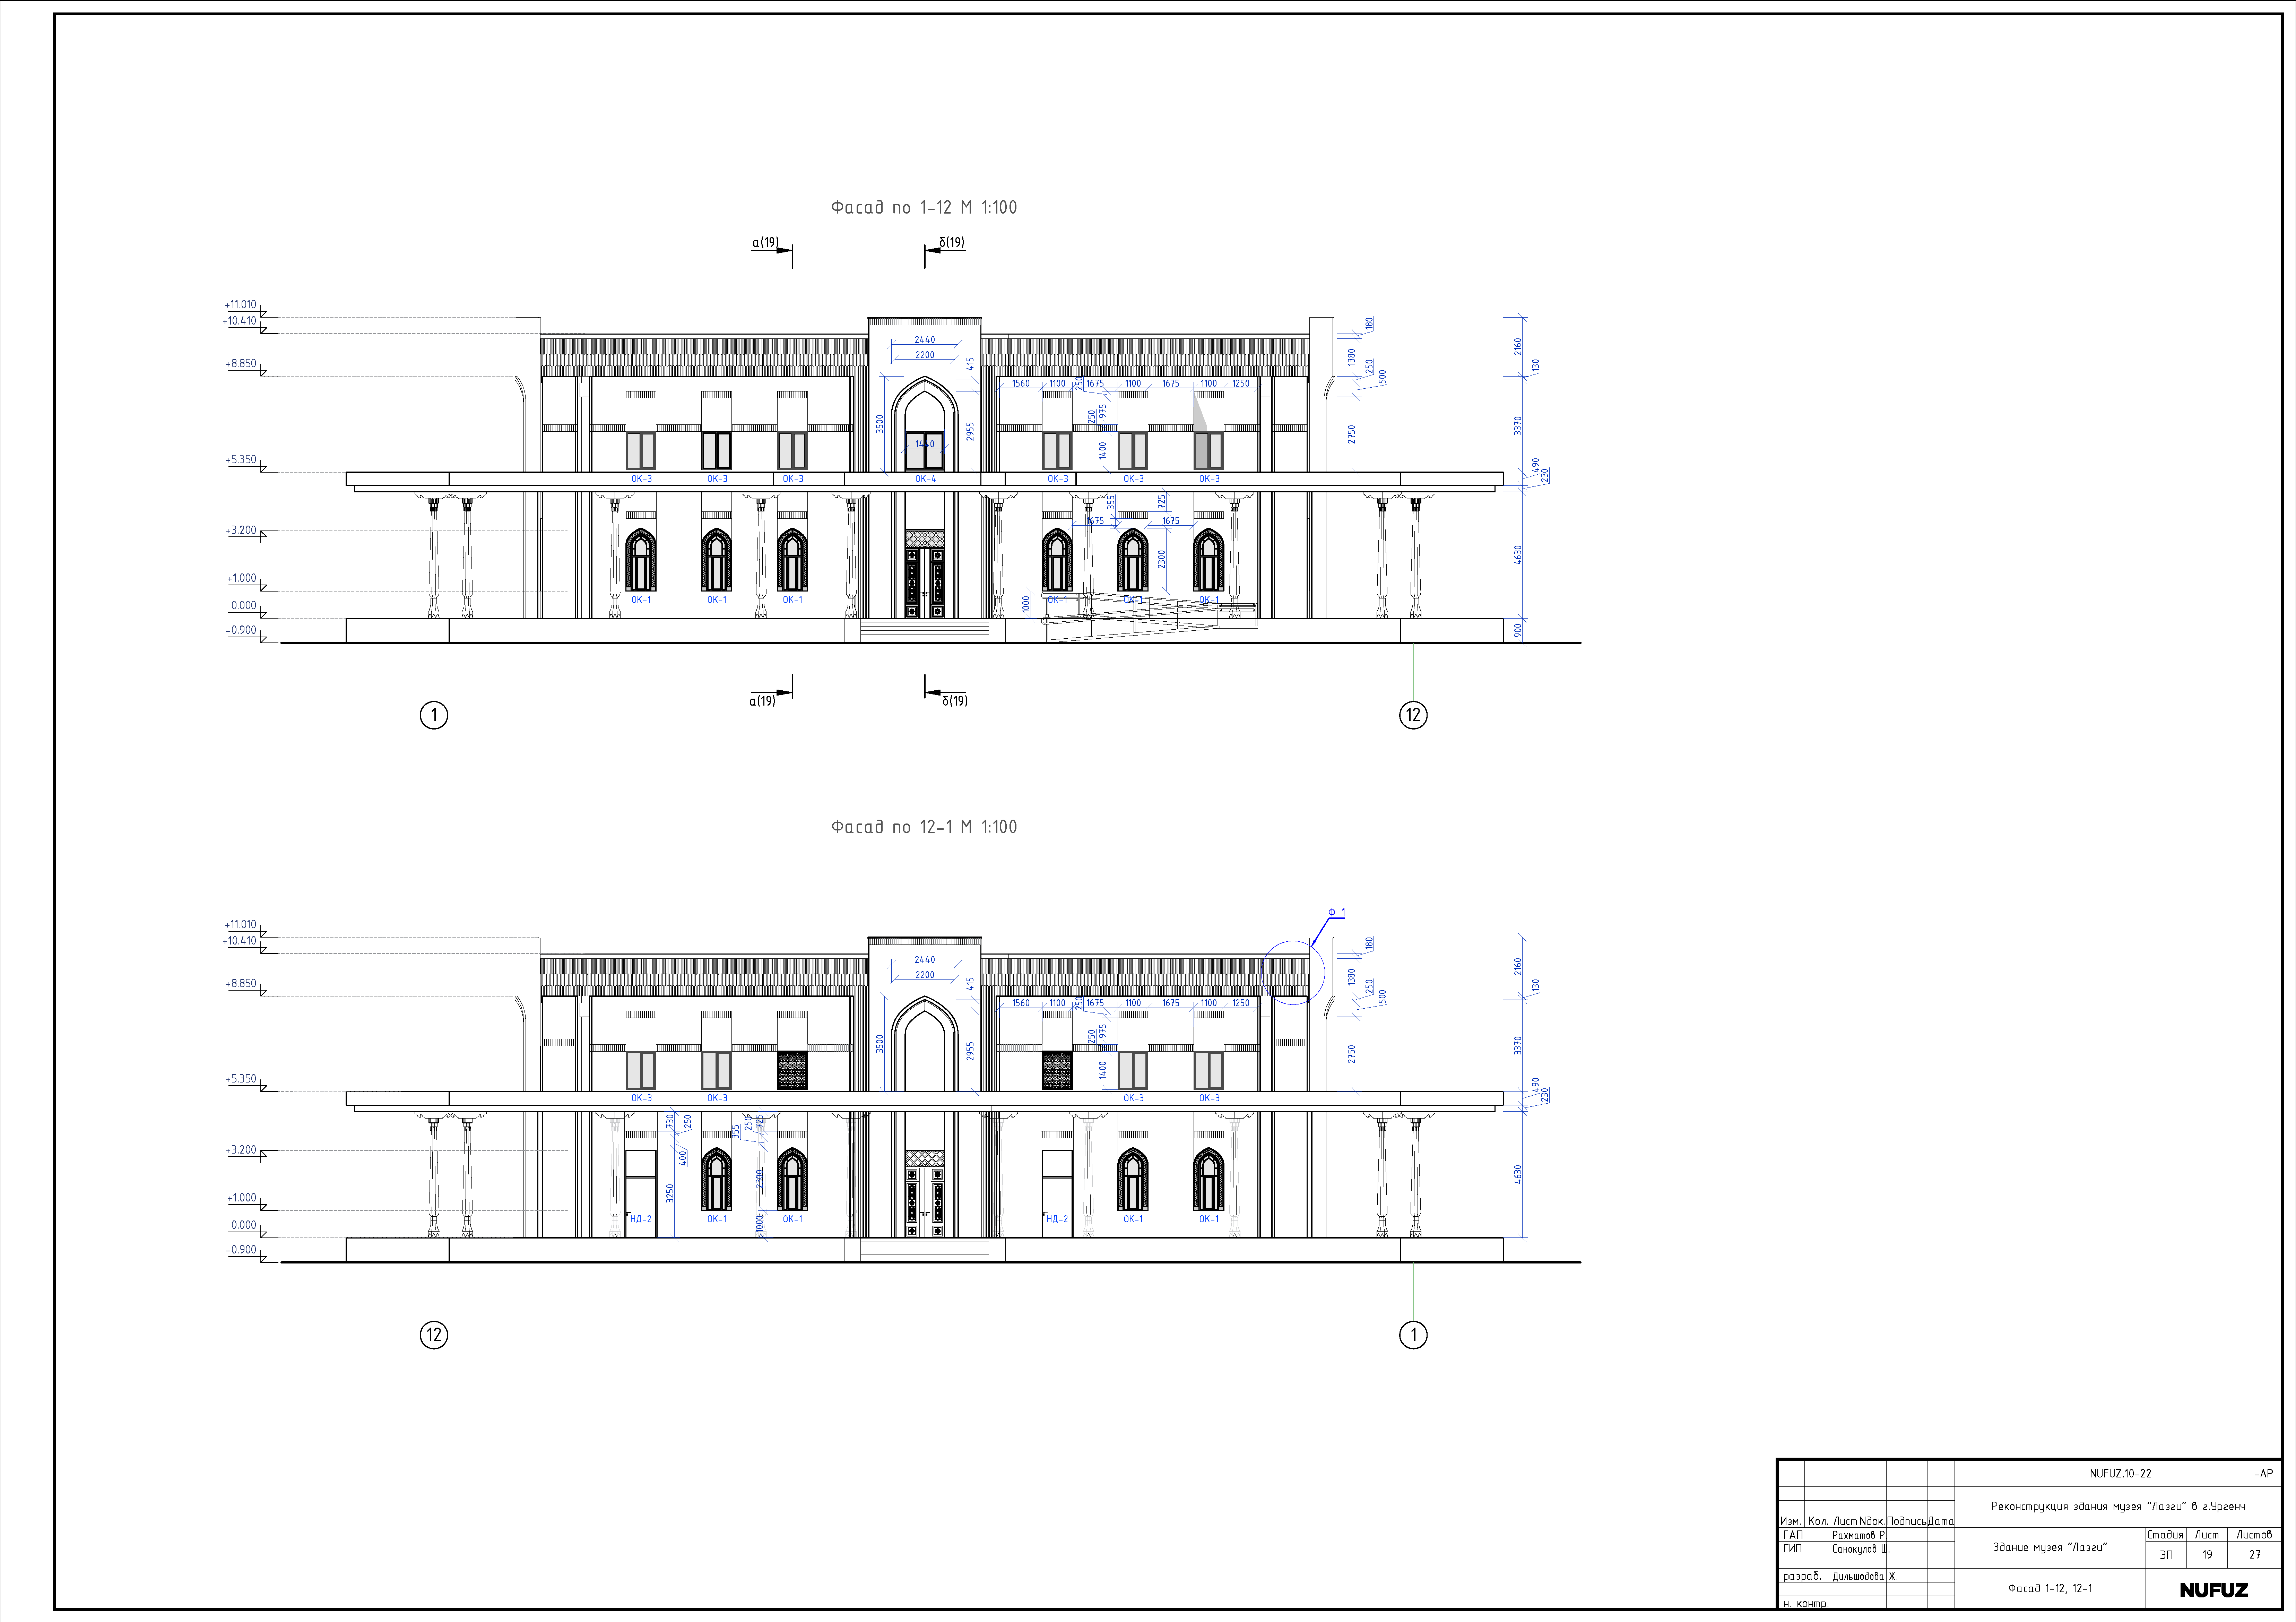 Фасад по 1-12 М 1:100
а(19) δ(19)
+11.010
+10.410
+8.850
+5.350
+3.200
+1.000
0.000
-0.900
2440
2200
415
3500
2955
1440
1560 1100 250 1675 1100 1675 1100 1250
250 975
1400
180
1380 250 500
2750
2160
130
3370
490
230
4630
900
ОК-3 ОК-3 ОК-3 ОК-4 ОК-3 ОК-3 ОК-3
355 725
1675 1675
2300
1000
ОК-1 ОК-1 ОК-1 ОК-1 ОК-1 ОК-1
а(19) δ(19)
1 12
Фасад по 12-1 М 1:100
Ф 1
+11.010
+10.410
+8.850
+5.350
+3.200
+1.000
0.000
-0.900
2440
2200
415
3500
2955
1560 1100 250 1675 1100 1675 1100 1250
250 975
1400
180
1380 250 500
2750
2160
130
3370
490
230
4630
ОК-3 ОК-3 ОК-3 ОК-3
730 250 355 250 725
400
3250
2300
1000
НД-2 ОК-1 ОК-1 НД-2 ОК-1 ОК-1
12 1
NUFUZ.10-22 -АР
Реконструкция здания музея "Лазги" в г.Ургенч
Изм. Кол. Лист Nдок. Подпись Дата
ГАП Рахматов Р.
ГИП Санокулов Ш.
Здание музея "Лазги"
Стадия Лист Листов
ЭП 19 27
разраб. Дильшодова Ж.
Фасад 1-12, 12-1
NUFUZ
н. контр.